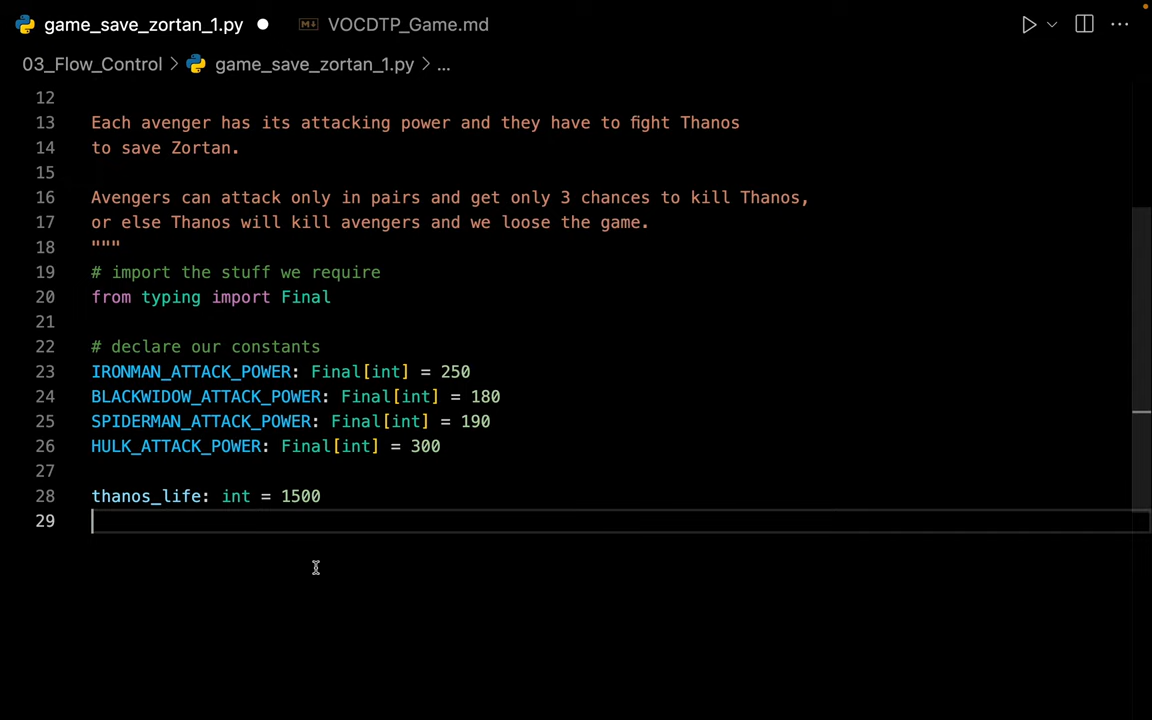 game_save_zortan_1.py
VOCDTP_Game.md
03_Flow_Control > game_save_zortan_1.py > ...
12
13 Each avenger has its attacking power and they have to fight Thanos
14 to save Zortan.
15
16 Avengers can attack only in pairs and get only 3 chances to kill Thanos,
17 or else Thanos will kill avengers and we loose the game.
18 """
19 # import the stuff we require
20 from typing import Final
21
22 # declare our constants
23 IRONMAN_ATTACK_POWER: Final[int] = 250
24 BLACKWIDOW_ATTACK_POWER: Final[int] = 180
25 SPIDERMAN_ATTACK_POWER: Final[int] = 190
26 HULK_ATTACK_POWER: Final[int] = 300
27
28 thanos_life: int = 1500
29